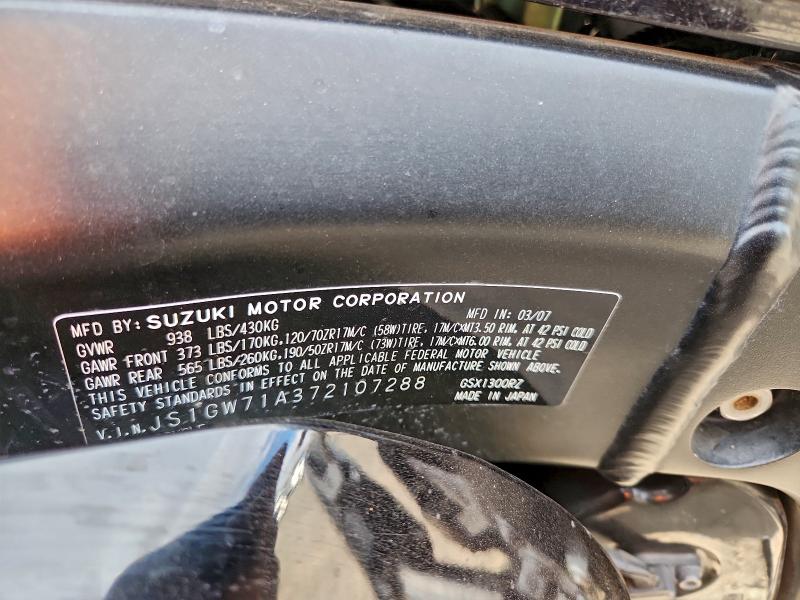 MFD BY: SUZUKI MOTOR CORPORATION MFD IN: 03/07
GVWR 938 LBS/430KG
GAWR FRONT 373 LBS/170KG,120/70ZR17M/C (58W)TIRE, 17M/C×MT3.50 RIM, AT 42 PSI COLD
GAWR REAR 565 LBS/260KG,190/50ZR17M/C (73W)TIRE, 17M/C×MT6.00 RIM, AT 42 PSI COLD
THIS VEHICLE CONFORMS TO ALL APPLICABLE FEDERAL MOTOR VEHICLE
SAFETY STANDARDS IN EFFECT ON THE DATE OF MANUFACTURE SHOWN ABOVE.
V.I.N. JS1GW71A372107288 GSX1300RZ
MADE IN JAPAN